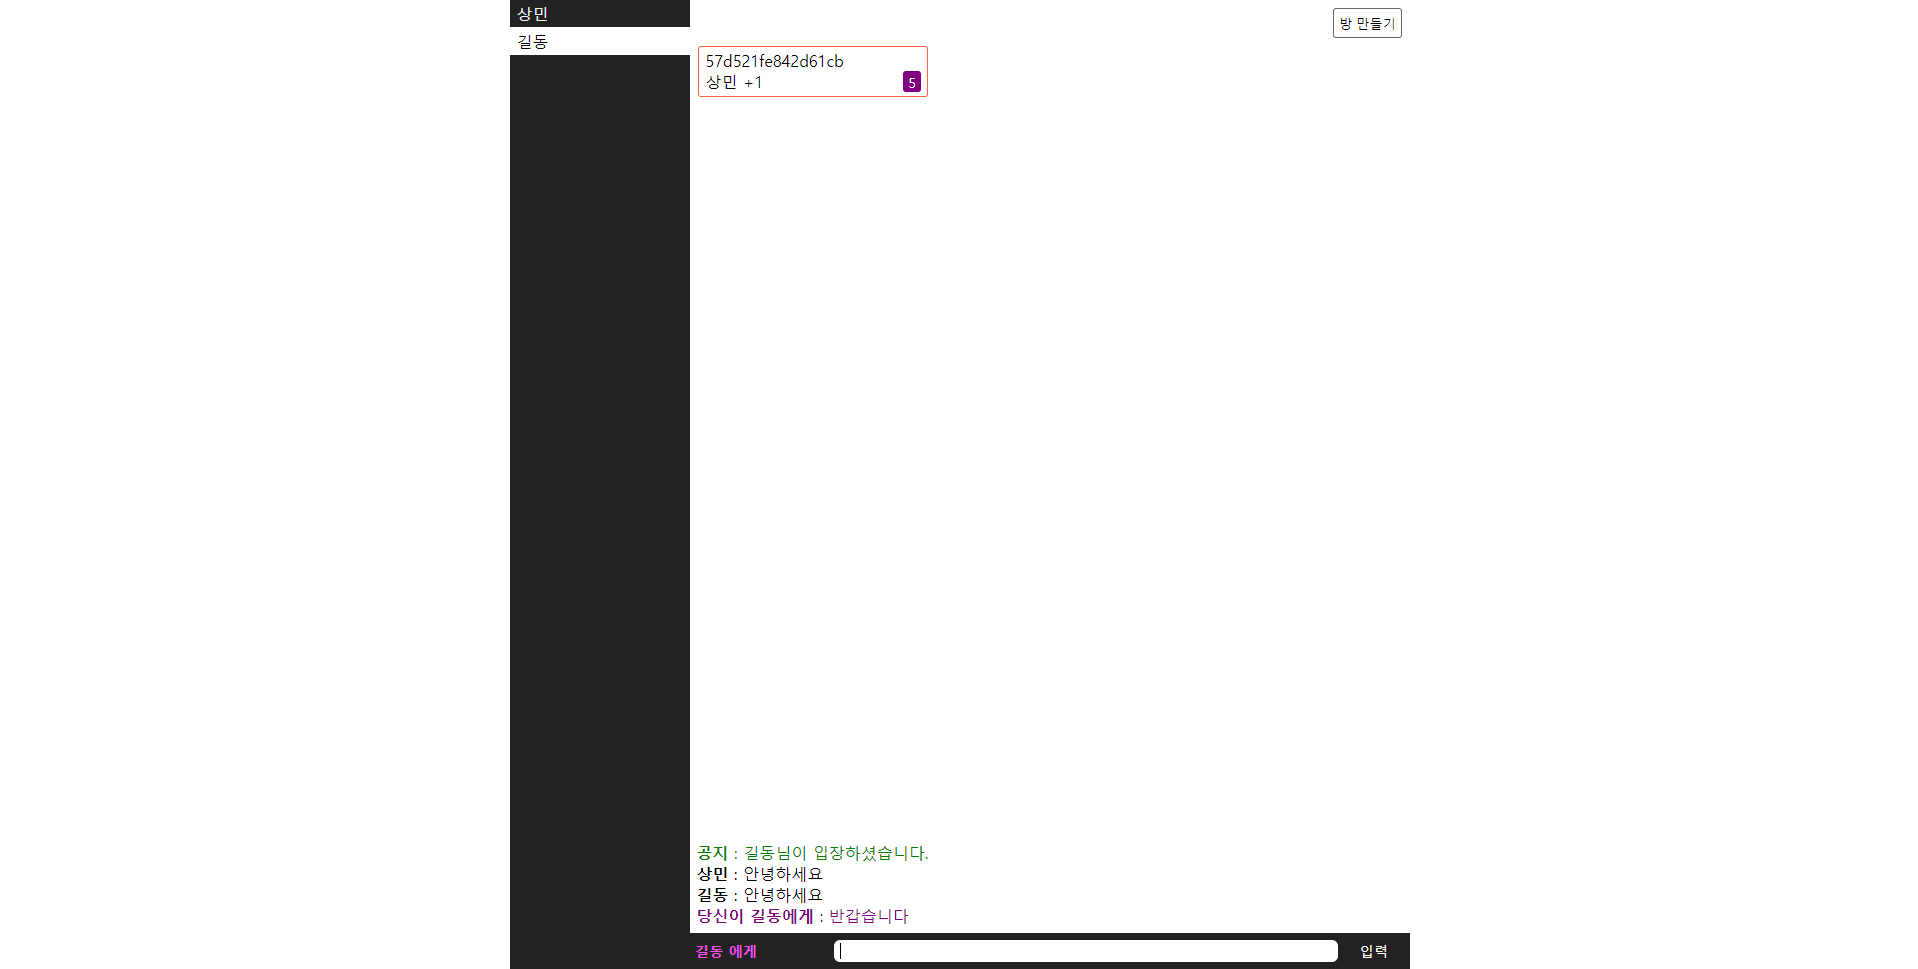 상민
길동
방 만들기
57d521fe842d61cb
상민 +1
5
공지 : 길동님이 입장하셨습니다.
상민 : 안녕하세요
길동 : 안녕하세요
당신이 길동에게 : 반갑습니다
길동 에게
입력